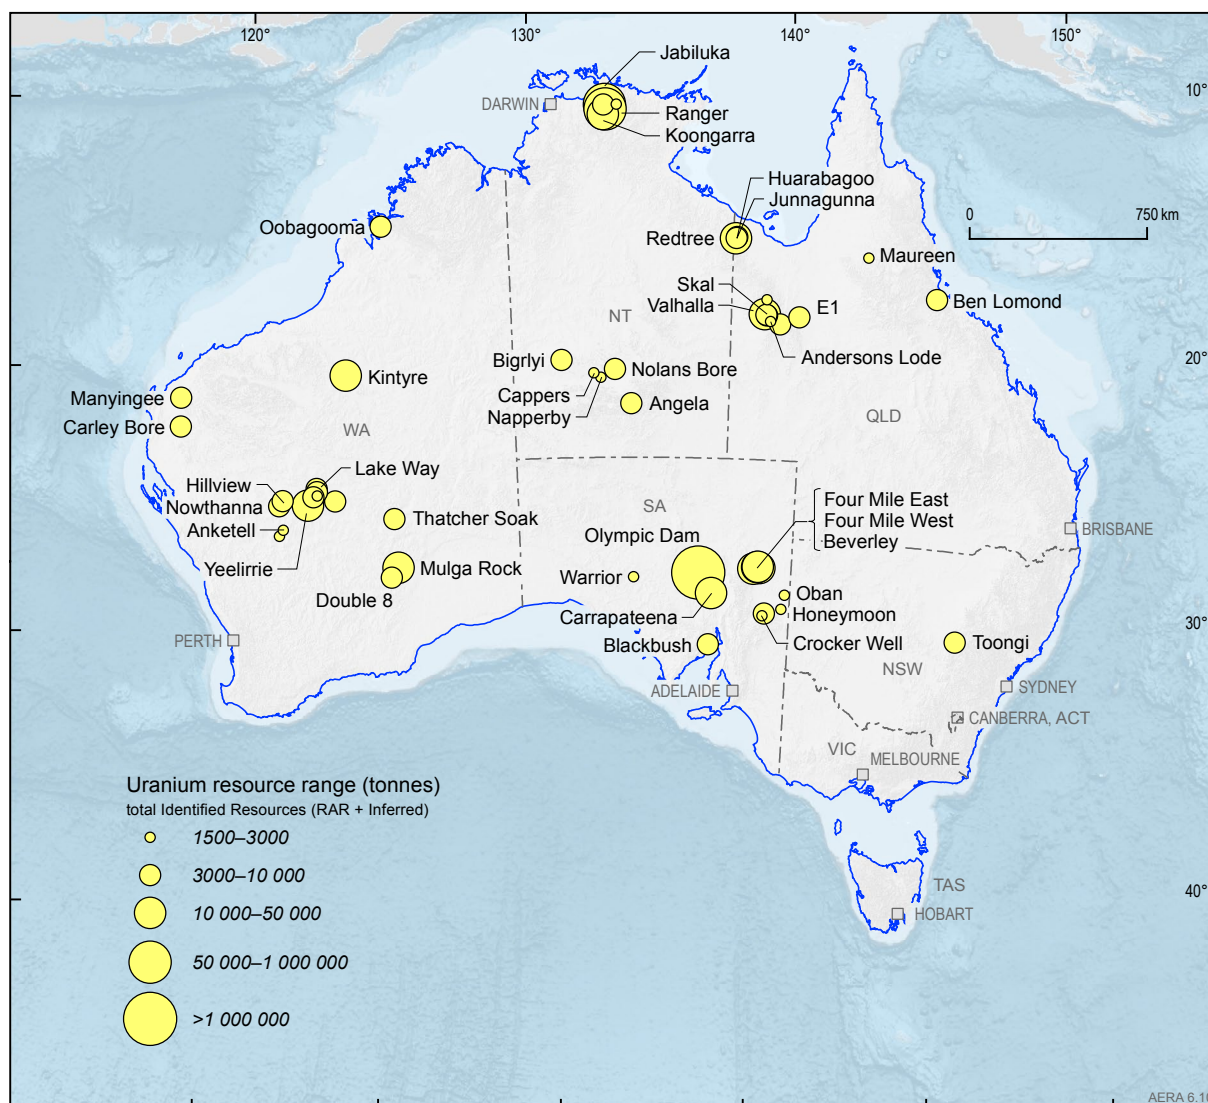 120°
130°
140°
150°
Jabiluka
10°
DARWIN
Ranger
Koongarra
Huarabagoo
Junnagunna
0
750 km
Oobagooma
Redtree
Maureen
Skal
Valhalla
E1
Ben Lomond
NT
Andersons Lode
Bigrlyi
Nolans Bore
20°
Kintyre
Cappers
Manyingee
Napperby
Angela
Carley Bore
WA
QLD
Lake Way
Hillview
Nowthanna
SA
Four Mile East
Four Mile West
Beverley
Thatcher Soak
Anketell
Olympic Dam
BRISBANE
Yeelirrie
Mulga Rock
Warrior
Double 8
Oban
Carrapateena
Honeymoon
30°
PERTH
Blackbush
Crocker Well
Toongi
NSW
ADELAIDE
SYDNEY
CANBERRA, ACT
VIC
MELBOURNE
Uranium resource range (tonnes)
total Identified Resources (RAR + Inferred)
1500–3000
3000–10 000
10 000–50 000
50 000–1 000 000
>1 000 000
TAS
40°
HOBART
AERA 6.10